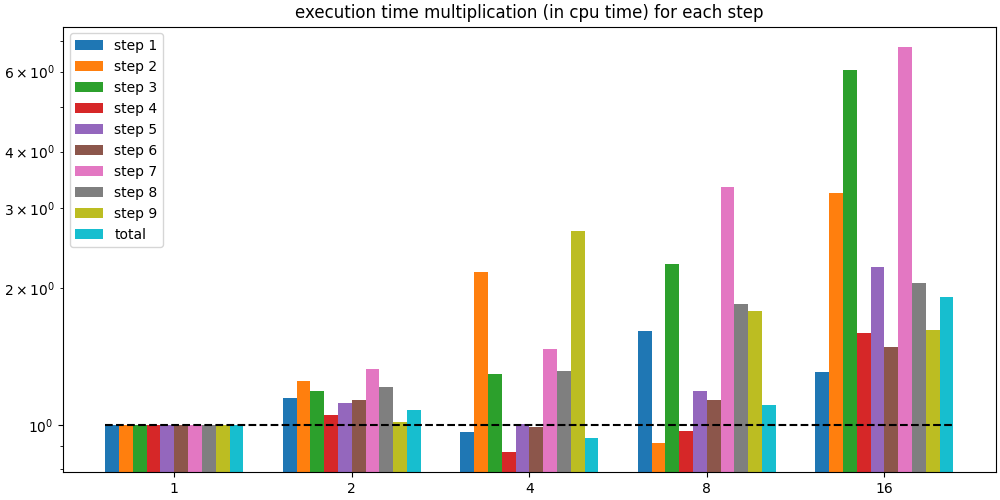 execution time multiplication (in cpu time) for each step
6 × 10⁰
4 × 10⁰
3 × 10⁰
2 × 10⁰
10⁰
step 1
step 2
step 3
step 4
step 5
step 6
step 7
step 8
step 9
total
1 2 4 8 16